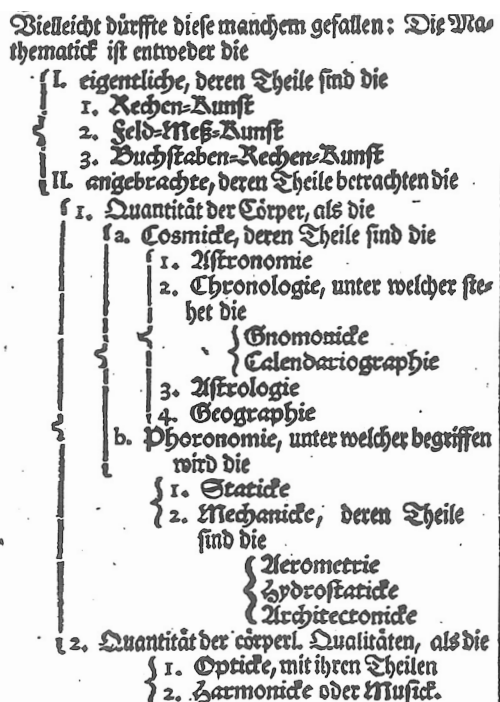 Vielleicht dürffte diese manchem gefallen: Die Ma-
thematick ist entweder die
I. eigentliche, deren Theile sind die
1. Rechen-Kunst
2. Feld-Meß-Kunst
3. Buchstaben-Rechen-Kunst
II. angebrachte, deren Theile betrachten die
1. Quantität der Cörper, als die
a. Cosmicke, deren Theile sind die
1. Astronomie
2. Chronologie, unter welcher ste-
het die
Gnomonicke
Calendariographie
3. Astrologie
4. Geographie
b. Phoronomie, unter welcher begriffen
wird die
1. Staticke
2. Mechanicke, deren Theile
sind die
Aerometrie
Hydrostaticke
Architectonicke
2. Quantität der cörperl. Qualitäten, als die
1. Opticke, mit ihren Theilen
2. Harmonicke oder Musick.